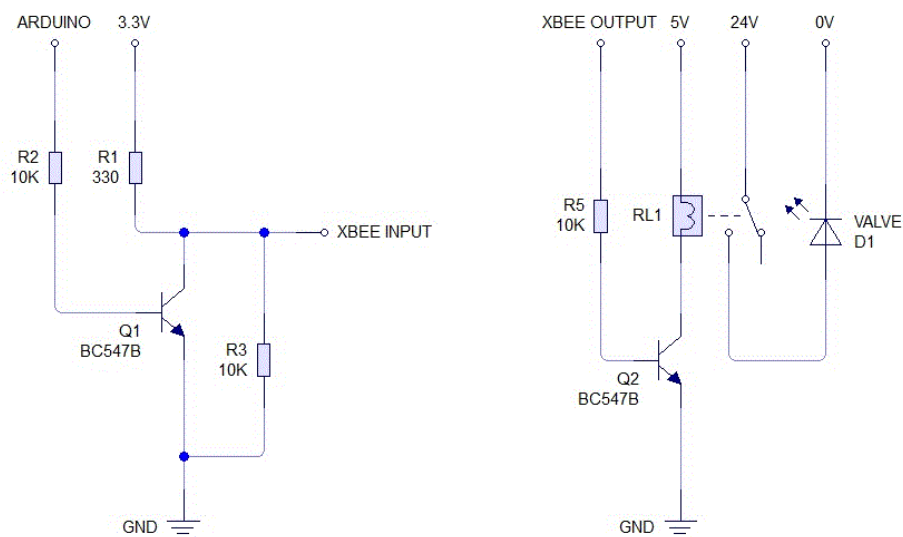 ARDUINO 3.3V
XBEE OUTPUT 5V 24V 0V
R2
10K
R1
330
XBEE INPUT
Q1
BC547B
R3
10K
GND
R5
10K
RL1
VALVE
D1
Q2
BC547B
GND